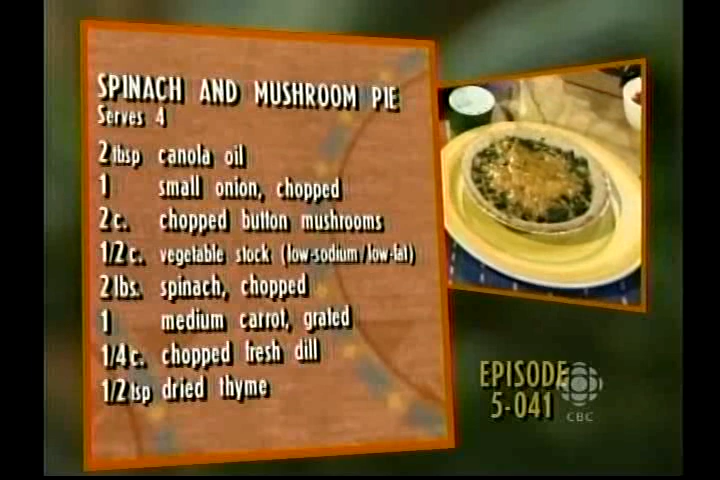 SPINACH AND MUSHROOM PIE
Serves 4
2 tbsp canola oil
1 small onion, chopped
2 c. chopped button mushrooms
1/2 c. vegetable stock (low-sodium/low-fat)
2 lbs. spinach, chopped
1 medium carrot, grated
1/4 c. chopped fresh dill
1/2 tsp dried thyme
EPISODE
5-041
CBC